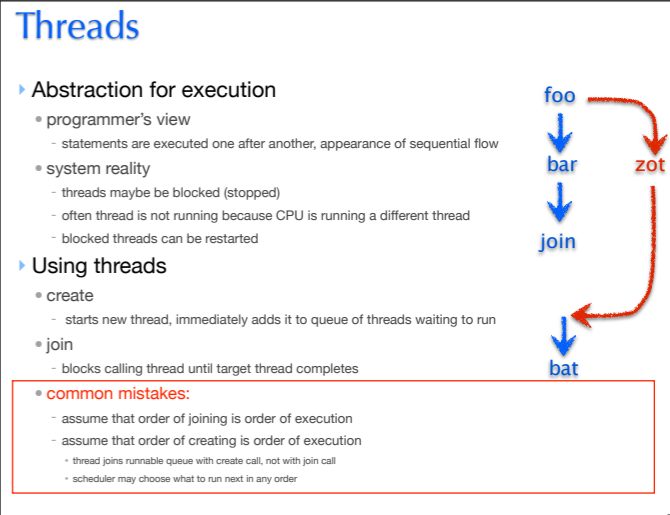 Threads
Abstraction for execution
programmer's view
- statements are executed one after another, appearance of sequential flow
system reality
- threads maybe be blocked (stopped)
- often thread is not running because CPU is running a different thread
- blocked threads can be restarted
Using threads
create
- starts new thread, immediately adds it to queue of threads waiting to run
join
- blocks calling thread until target thread completes
common mistakes:
- assume that order of joining is order of execution
- assume that order of creating is order of execution
• thread joins runnable queue with create call, not with join call
• scheduler may choose what to run next in any order
foo
bar
zot
join
bat